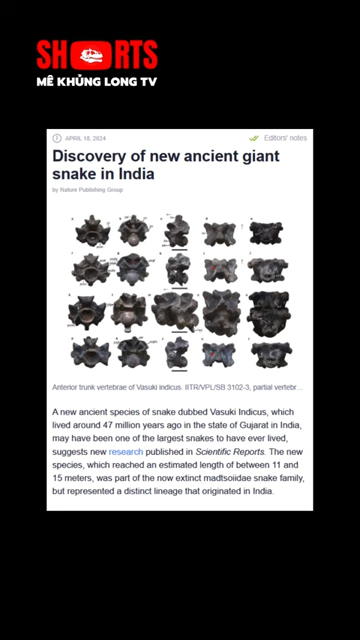 SHORTS
MÊ KHỦNG LONG TV
APRIL 18, 2024
Editors' notes
Discovery of new ancient giant
snake in India
by Nature Publishing Group
Anterior trunk vertebrae of Vasuki indicus. IITR/VPL/SB 3102-3, partial vertebr...
A new ancient species of snake dubbed Vasuki Indicus, which
lived around 47 million years ago in the state of Gujarat in India,
may have been one of the largest snakes to have ever lived,
suggests new research published in Scientific Reports. The new
species, which reached an estimated length of between 11 and
15 meters, was part of the now extinct madtsoiidae snake family,
but represented a distinct lineage that originated in India.